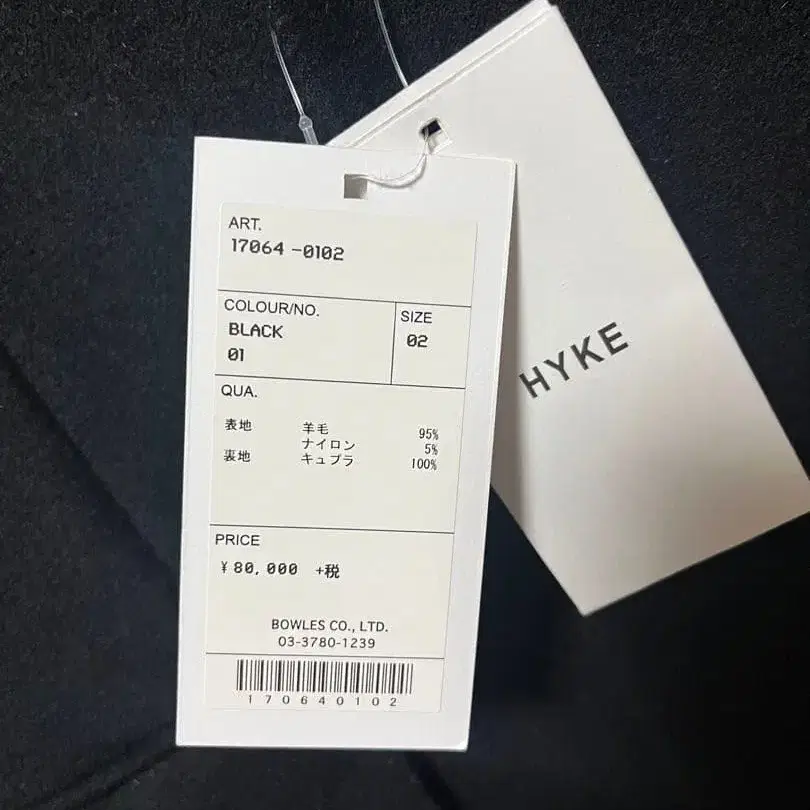 ART.
17064 -0102
COLOUR/NO.
BLACK
01
SIZE
02
QUA.
表地 羊毛 95%
ナイロン 5%
裏地 キュプラ 100%
PRICE
¥80,000 +税
BOWLES CO., LTD.
03-3780-1239
170640102
HYKE